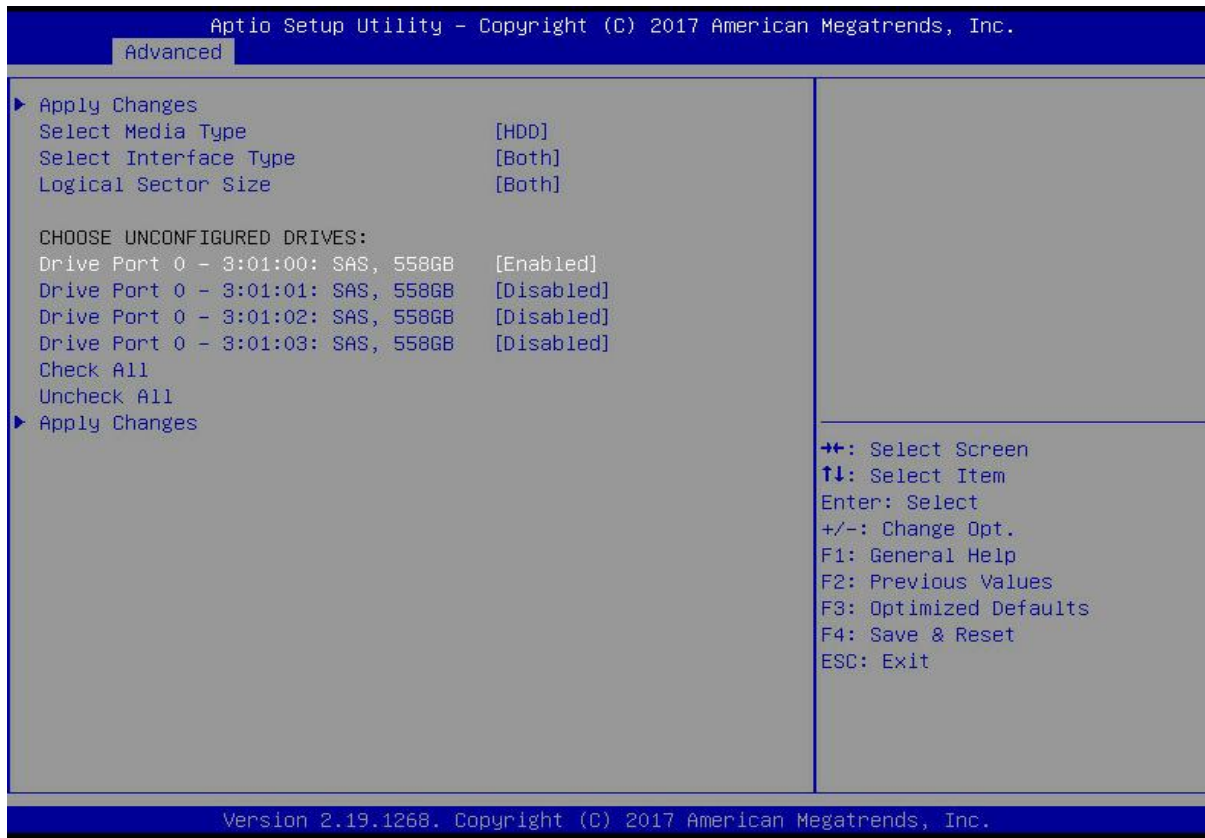 Aptio Setup Utility – Copyright (C) 2017 American Megatrends, Inc.
Advanced
▶ Apply Changes
Select Media Type [HDD]
Select Interface Type [Both]
Logical Sector Size [Both]
CHOOSE UNCONFIGURED DRIVES:
Drive Port 0 – 3:01:00: SAS, 558GB [Enabled]
Drive Port 0 – 3:01:01: SAS, 558GB [Disabled]
Drive Port 0 – 3:01:02: SAS, 558GB [Disabled]
Drive Port 0 – 3:01:03: SAS, 558GB [Disabled]
Check All
Uncheck All
▶ Apply Changes
→←: Select Screen
↑↓: Select Item
Enter: Select
+/-: Change Opt.
F1: General Help
F2: Previous Values
F3: Optimized Defaults
F4: Save & Reset
ESC: Exit
Version 2.19.1268. Copyright (C) 2017 American Megatrends, Inc.